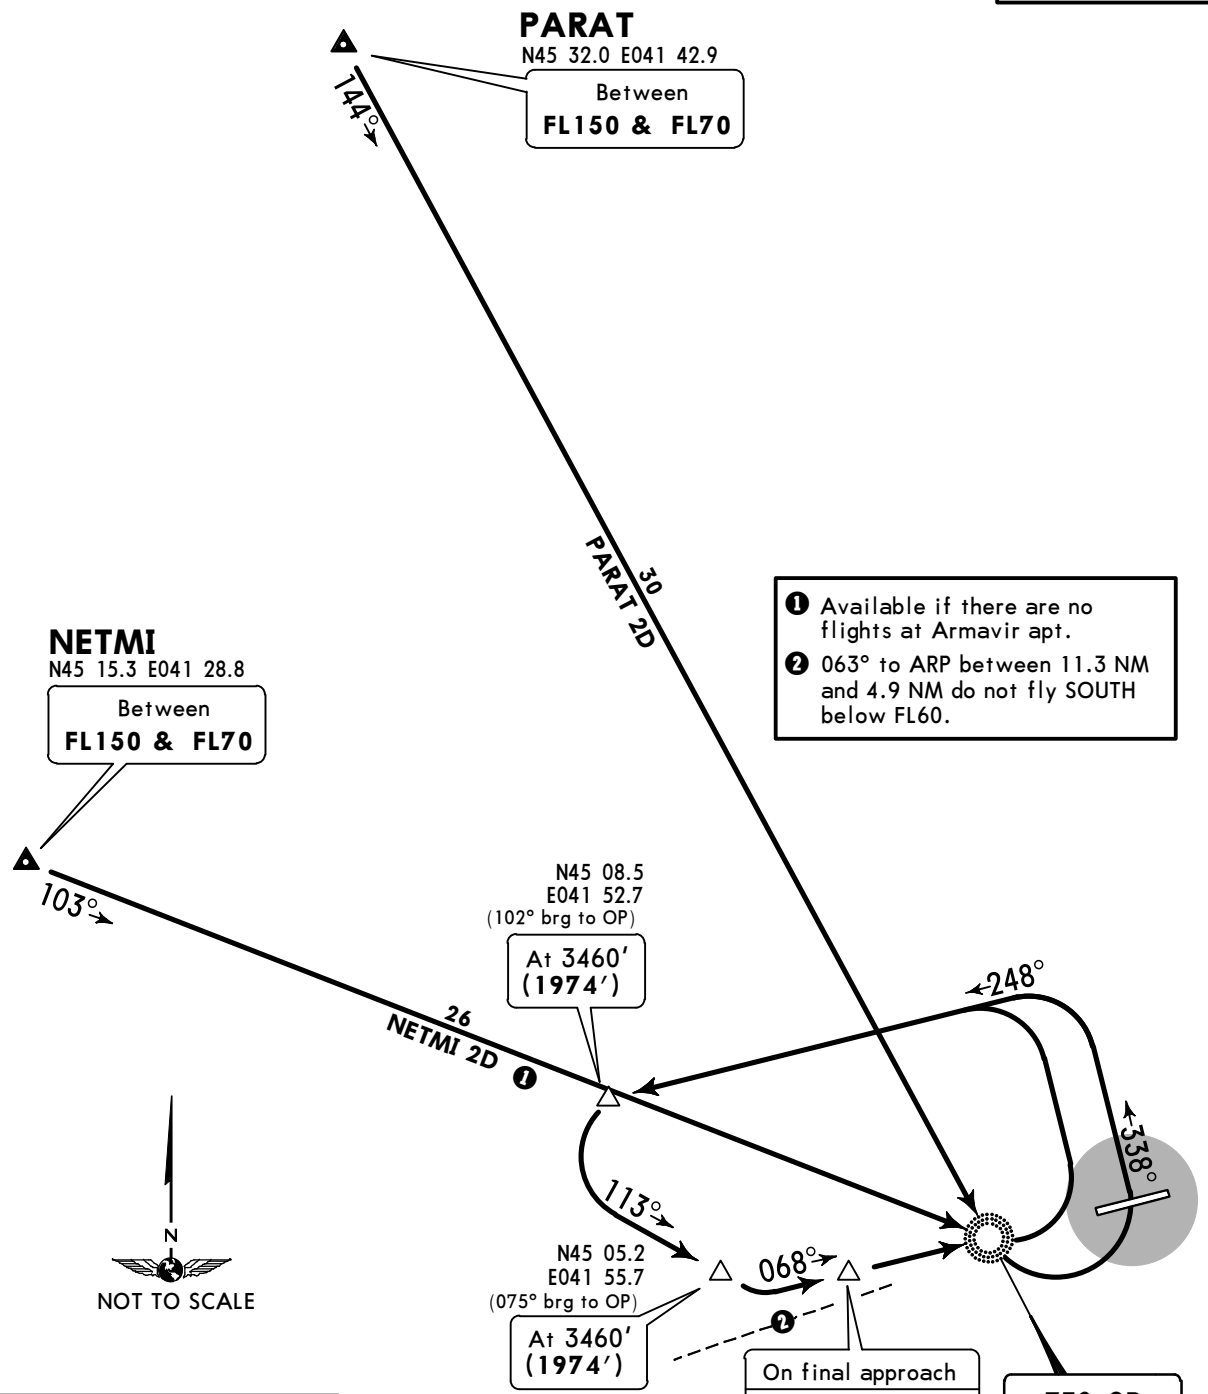 PARAT
N45 32.0 E041 42.9
Between
FL150 & FL70
144°
30
PARAT 2D
❶ Available if there are no
flights at Armavir apt.
❷ 063° to ARP between 11.3 NM
and 4.9 NM do not fly SOUTH
below FL60.
NETMI
N45 15.3 E041 28.8
Between
FL150 & FL70
103°
26
NETMI 2D ❶
N45 08.5
E041 52.7
(102° brg to OP)
At 3460'
(1974')
248°
338°
113°
068°
N45 05.2
E041 55.7
(075° brg to OP)
At 3460'
(1974')
❷
On final approach
N
NOT TO SCALE